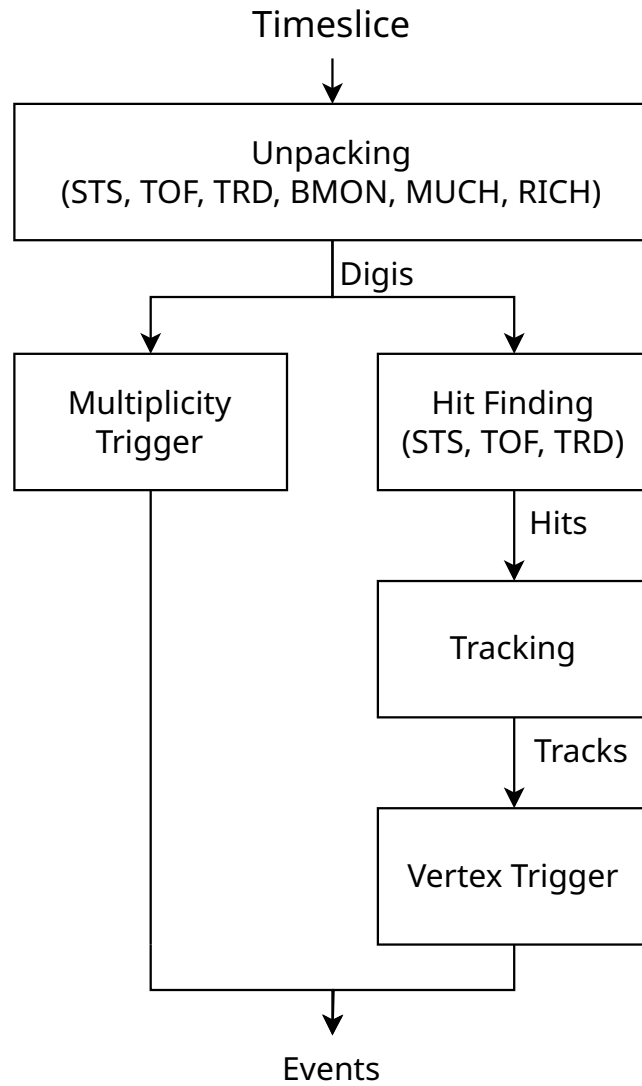 Timeslice
Unpacking
(STS, TOF, TRD, BMON, MUCH, RICH)
Digis
Multiplicity
Trigger
Hit Finding
(STS, TOF, TRD)
Hits
Tracking
Tracks
Vertex Trigger
Events